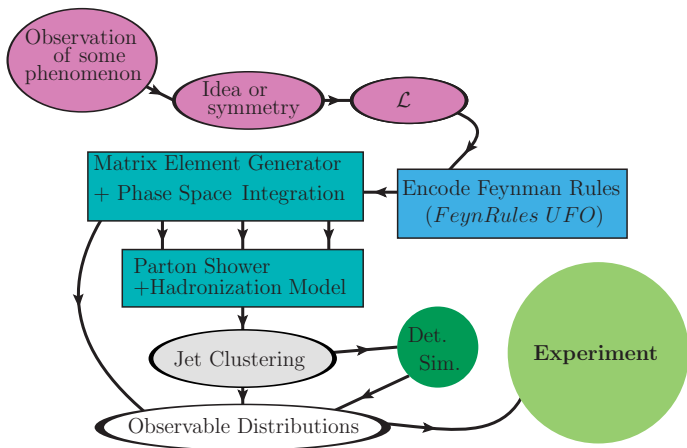 Observation
of some
phenomenon
Idea or
symmetry
ℒ
Matrix Element Generator
+ Phase Space Integration
Encode Feynman Rules
(FeynRules UFO)
Parton Shower
+Hadronization Model
Det.
Sim.
Experiment
Jet Clustering
Observable Distributions